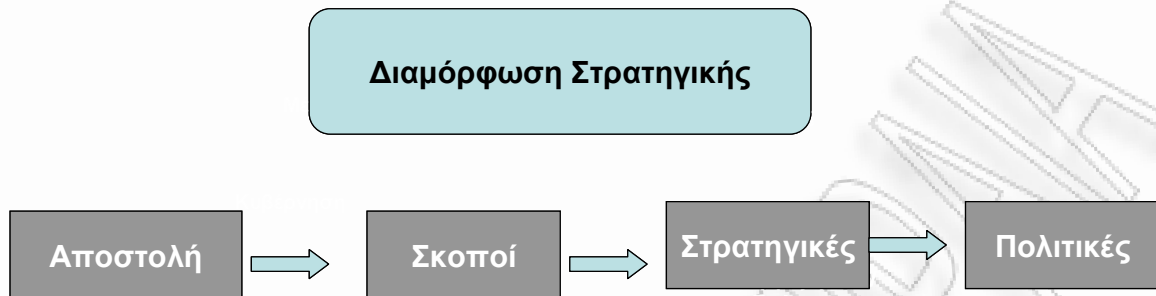 Διαμόρφωση Στρατηγικής
Αποστολή
Σκοποί
Στρατηγικές
Πολιτικές